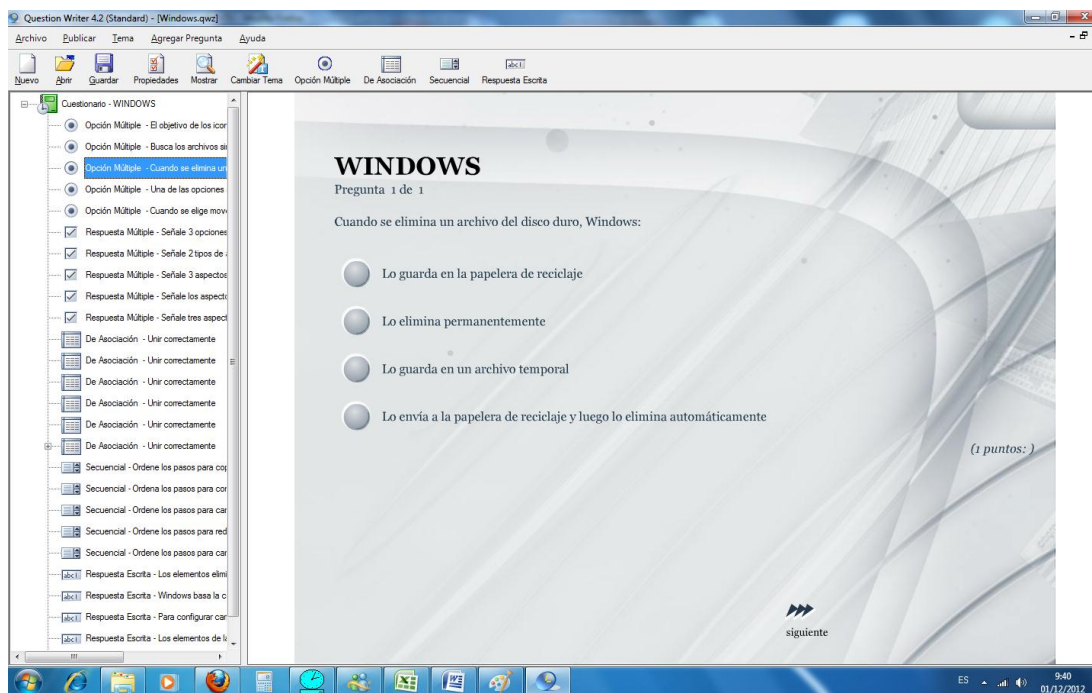 Question Writer 4.2 (Standard) - [Windows.qwz]
Archivo Publicar Tema Agregar Pregunta Ayuda
Nuevo Abrir Guardar Propiedades Mostrar Cambiar Tema Opción Múltiple De Asociación Secuencial Respuesta Escrita
Cuestionario - WINDOWS
Opción Múltiple - El objetivo de los icor
Opción Múltiple - Busca los archivos si
Opción Múltiple - Cuando se elimina un
Opción Múltiple - Una de las opciones
Opción Múltiple - Cuando se elige move
Respuesta Múltiple - Señale 3 opciones
Respuesta Múltiple - Señale 2 tipos de
Respuesta Múltiple - Señale 3 aspectos
Respuesta Múltiple - Señale los aspecto
Respuesta Múltiple - Señale tres aspect
De Asociación - Unir correctamente
De Asociación - Unir correctamente
De Asociación - Unir correctamente
De Asociación - Unir correctamente
De Asociación - Unir correctamente
De Asociación - Unir correctamente
Secuencial - Ordene los pasos para cop
Secuencial - Ordena los pasos para cor
Secuencial - Ordene los pasos para car
Secuencial - Ordene los pasos para red
Secuencial - Ordene los pasos para car
abc Respuesta Escrita - Los elementos elimi
abc Respuesta Escrita - Windows basa la c
abc Respuesta Escrita - Para configurar car
abc Respuesta Escrita - Los elementos de la
WINDOWS
Pregunta 1 de 1
Cuando se elimina un archivo del disco duro, Windows:
Lo guarda en la papelera de reciclaje
Lo elimina permanentemente
Lo guarda en un archivo temporal
Lo envía a la papelera de reciclaje y luego lo elimina automáticamente
(1 puntos: )
siguiente
ES 9:40
01/12/2012